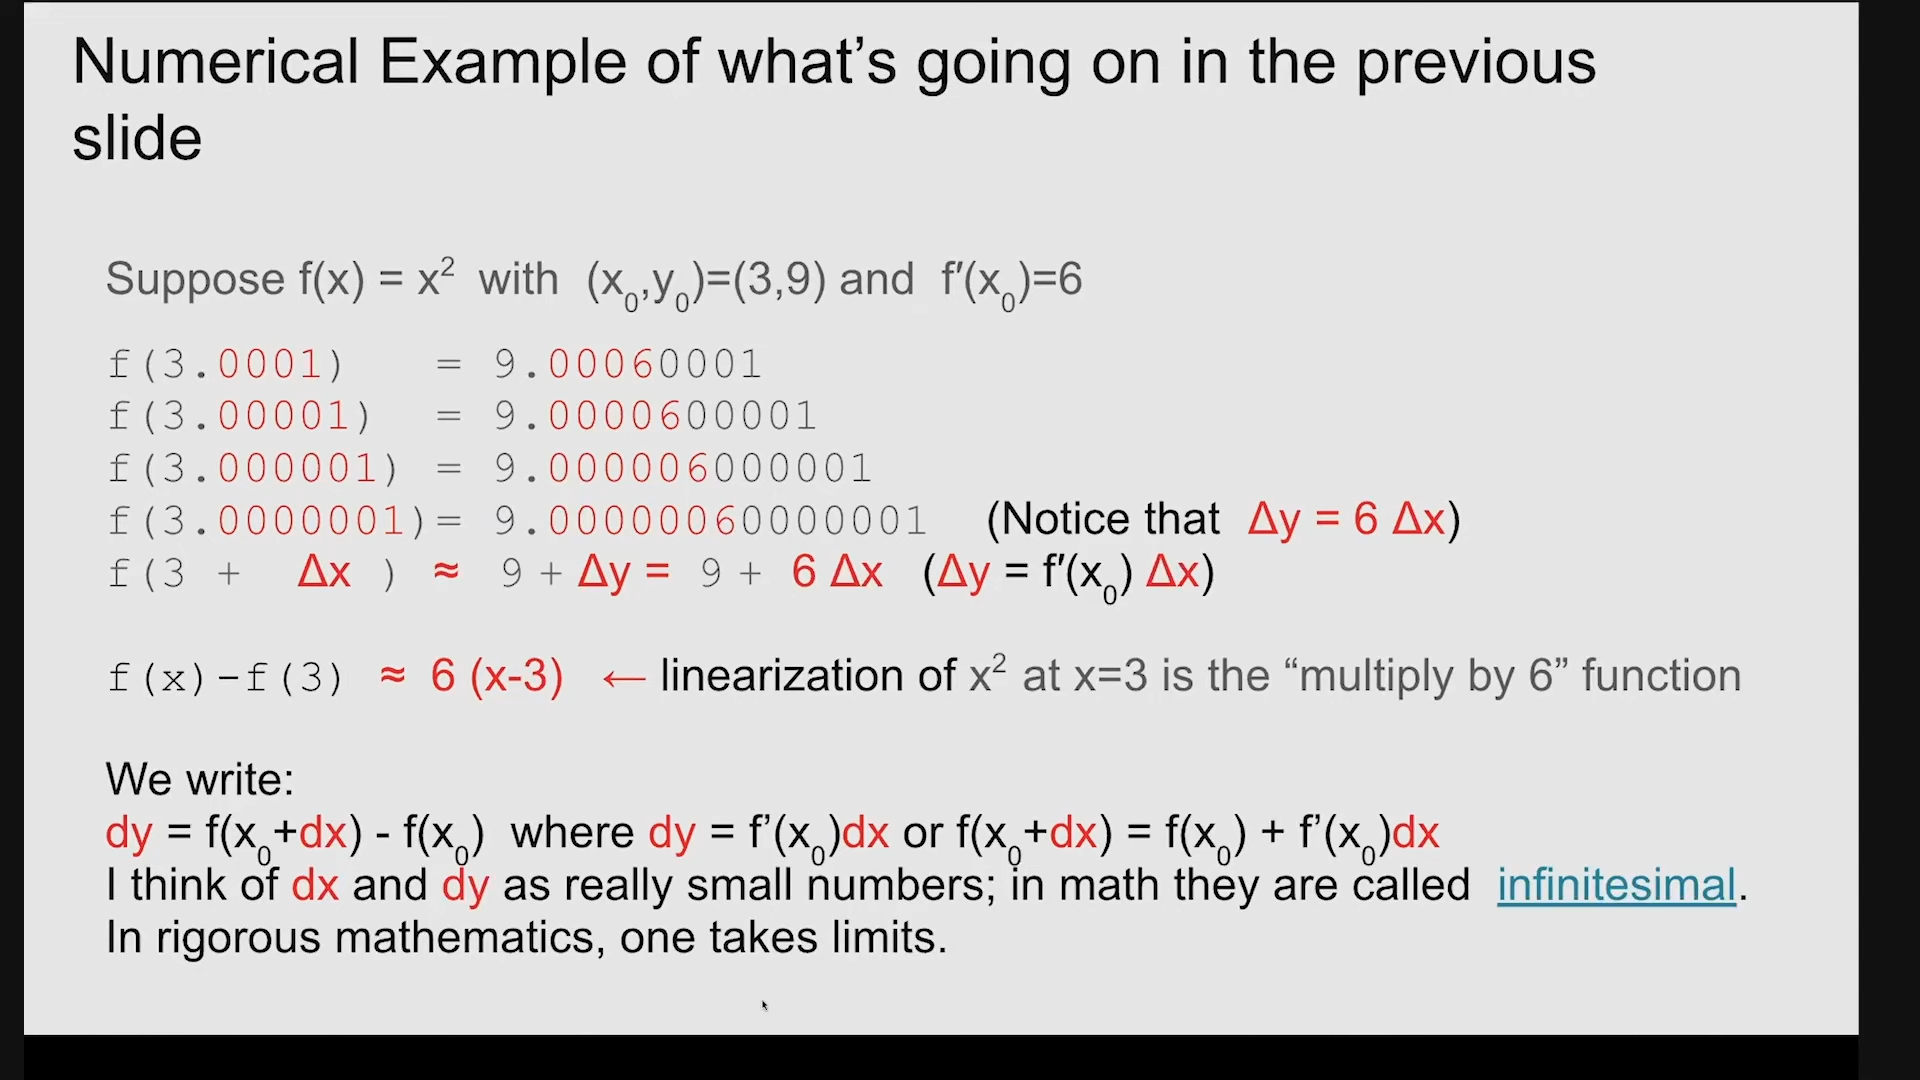 Numerical Example of what’s going on in the previous
slide
Suppose f(x) = x² with (x₀,y₀)=(3,9) and f′(x₀)=6
f(3.0001) = 9.00060001
f(3.00001) = 9.0000600001
f(3.000001) = 9.000006000001
f(3.0000001)= 9.00000060000001 (Notice that Δy = 6 Δx)
f(3 + Δx ) ≈ 9 + Δy = 9 + 6 Δx (Δy = f′(x₀) Δx)
f(x)-f(3) ≈ 6 (x-3) ← linearization of x² at x=3 is the “multiply by 6” function
We write:
dy = f(x₀+dx) - f(x₀) where dy = f’(x₀)dx or f(x₀+dx) = f(x₀) + f’(x₀)dx
I think of dx and dy as really small numbers; in math they are called infinitesimal.
In rigorous mathematics, one takes limits.